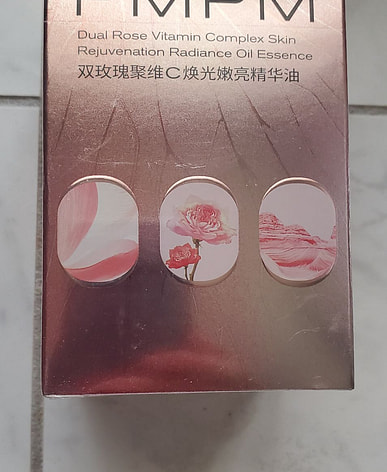 PMPM
Dual Rose Vitamin Complex Skin
Rejuvenation Radiance Oil Essence
双玫瑰聚维C焕光嫩亮精华油